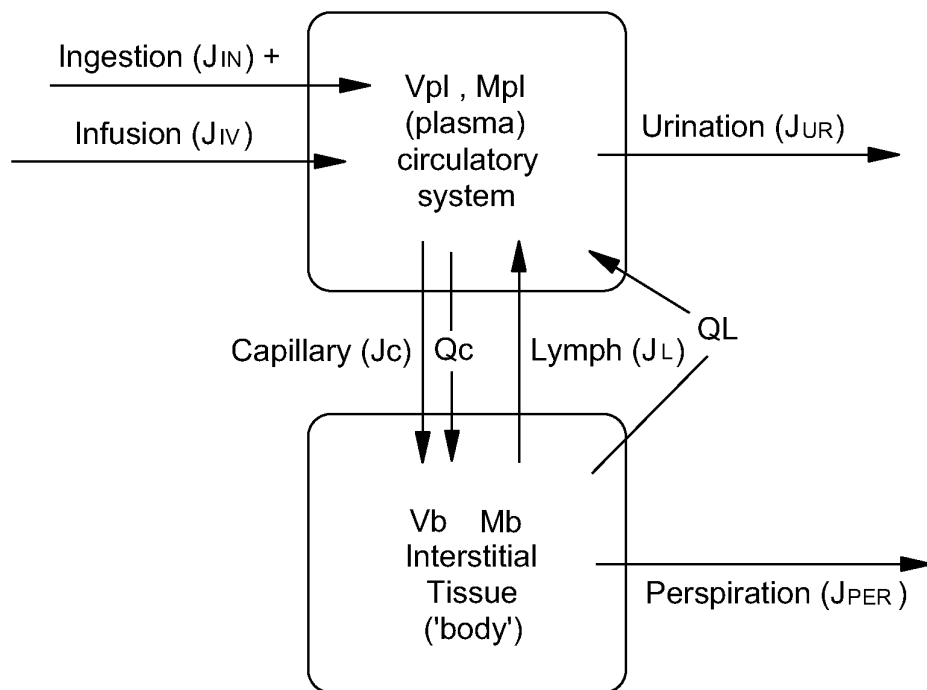 Ingestion (JIN) +
Infusion (JIV)
Vpl , Mpl
(plasma)
circulatory
system
Urination (JUR)
Capillary (Jc)
Qc
Lymph (JL)
QL
Vb Mb
Interstitial
Tissue
('body')
Perspiration (JPER )